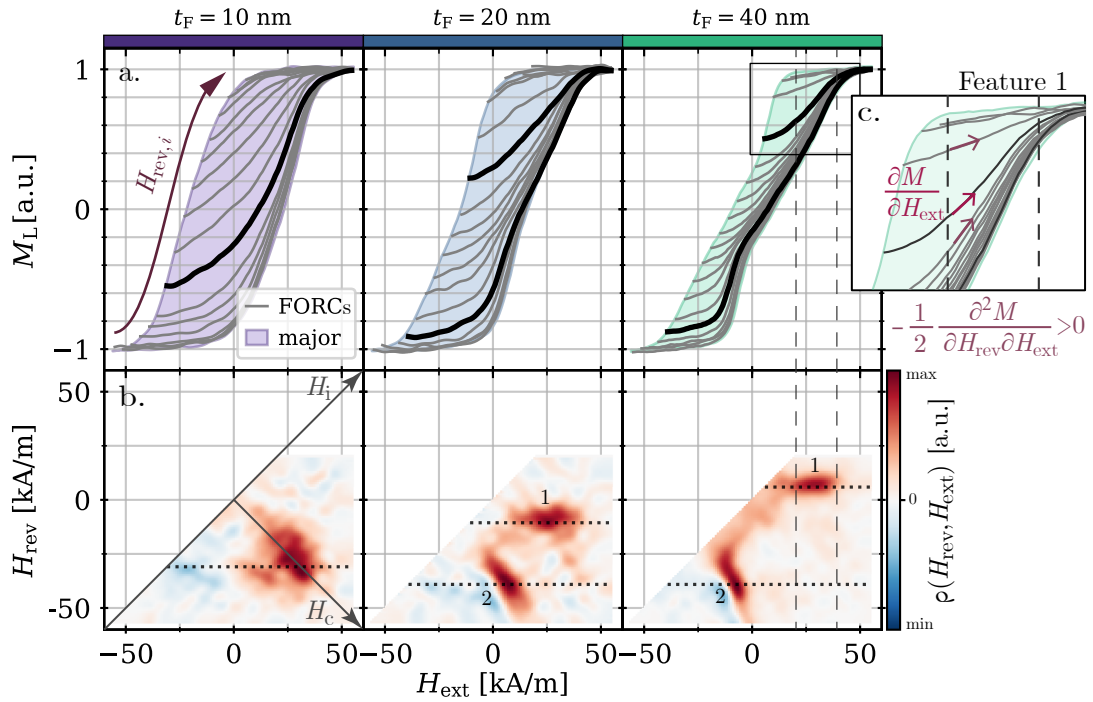 t_F = 10 nm
t_F = 20 nm
t_F = 40 nm
M_L [a.u.]
1
0
−1
a.
H_rev, i
FORCs
major
Feature 1
c.
∂M
∂H_ext
- 1/2 ∂²M/∂H_rev∂H_ext >0
H_rev [kA/m]
50
0
-50
b.
H_i
H_c
1
2
1
2
max
0
min
ρ(H_rev, H_ext) [a.u.]
−50 0 50 −50 0 50 −50 0 50
H_ext [kA/m]